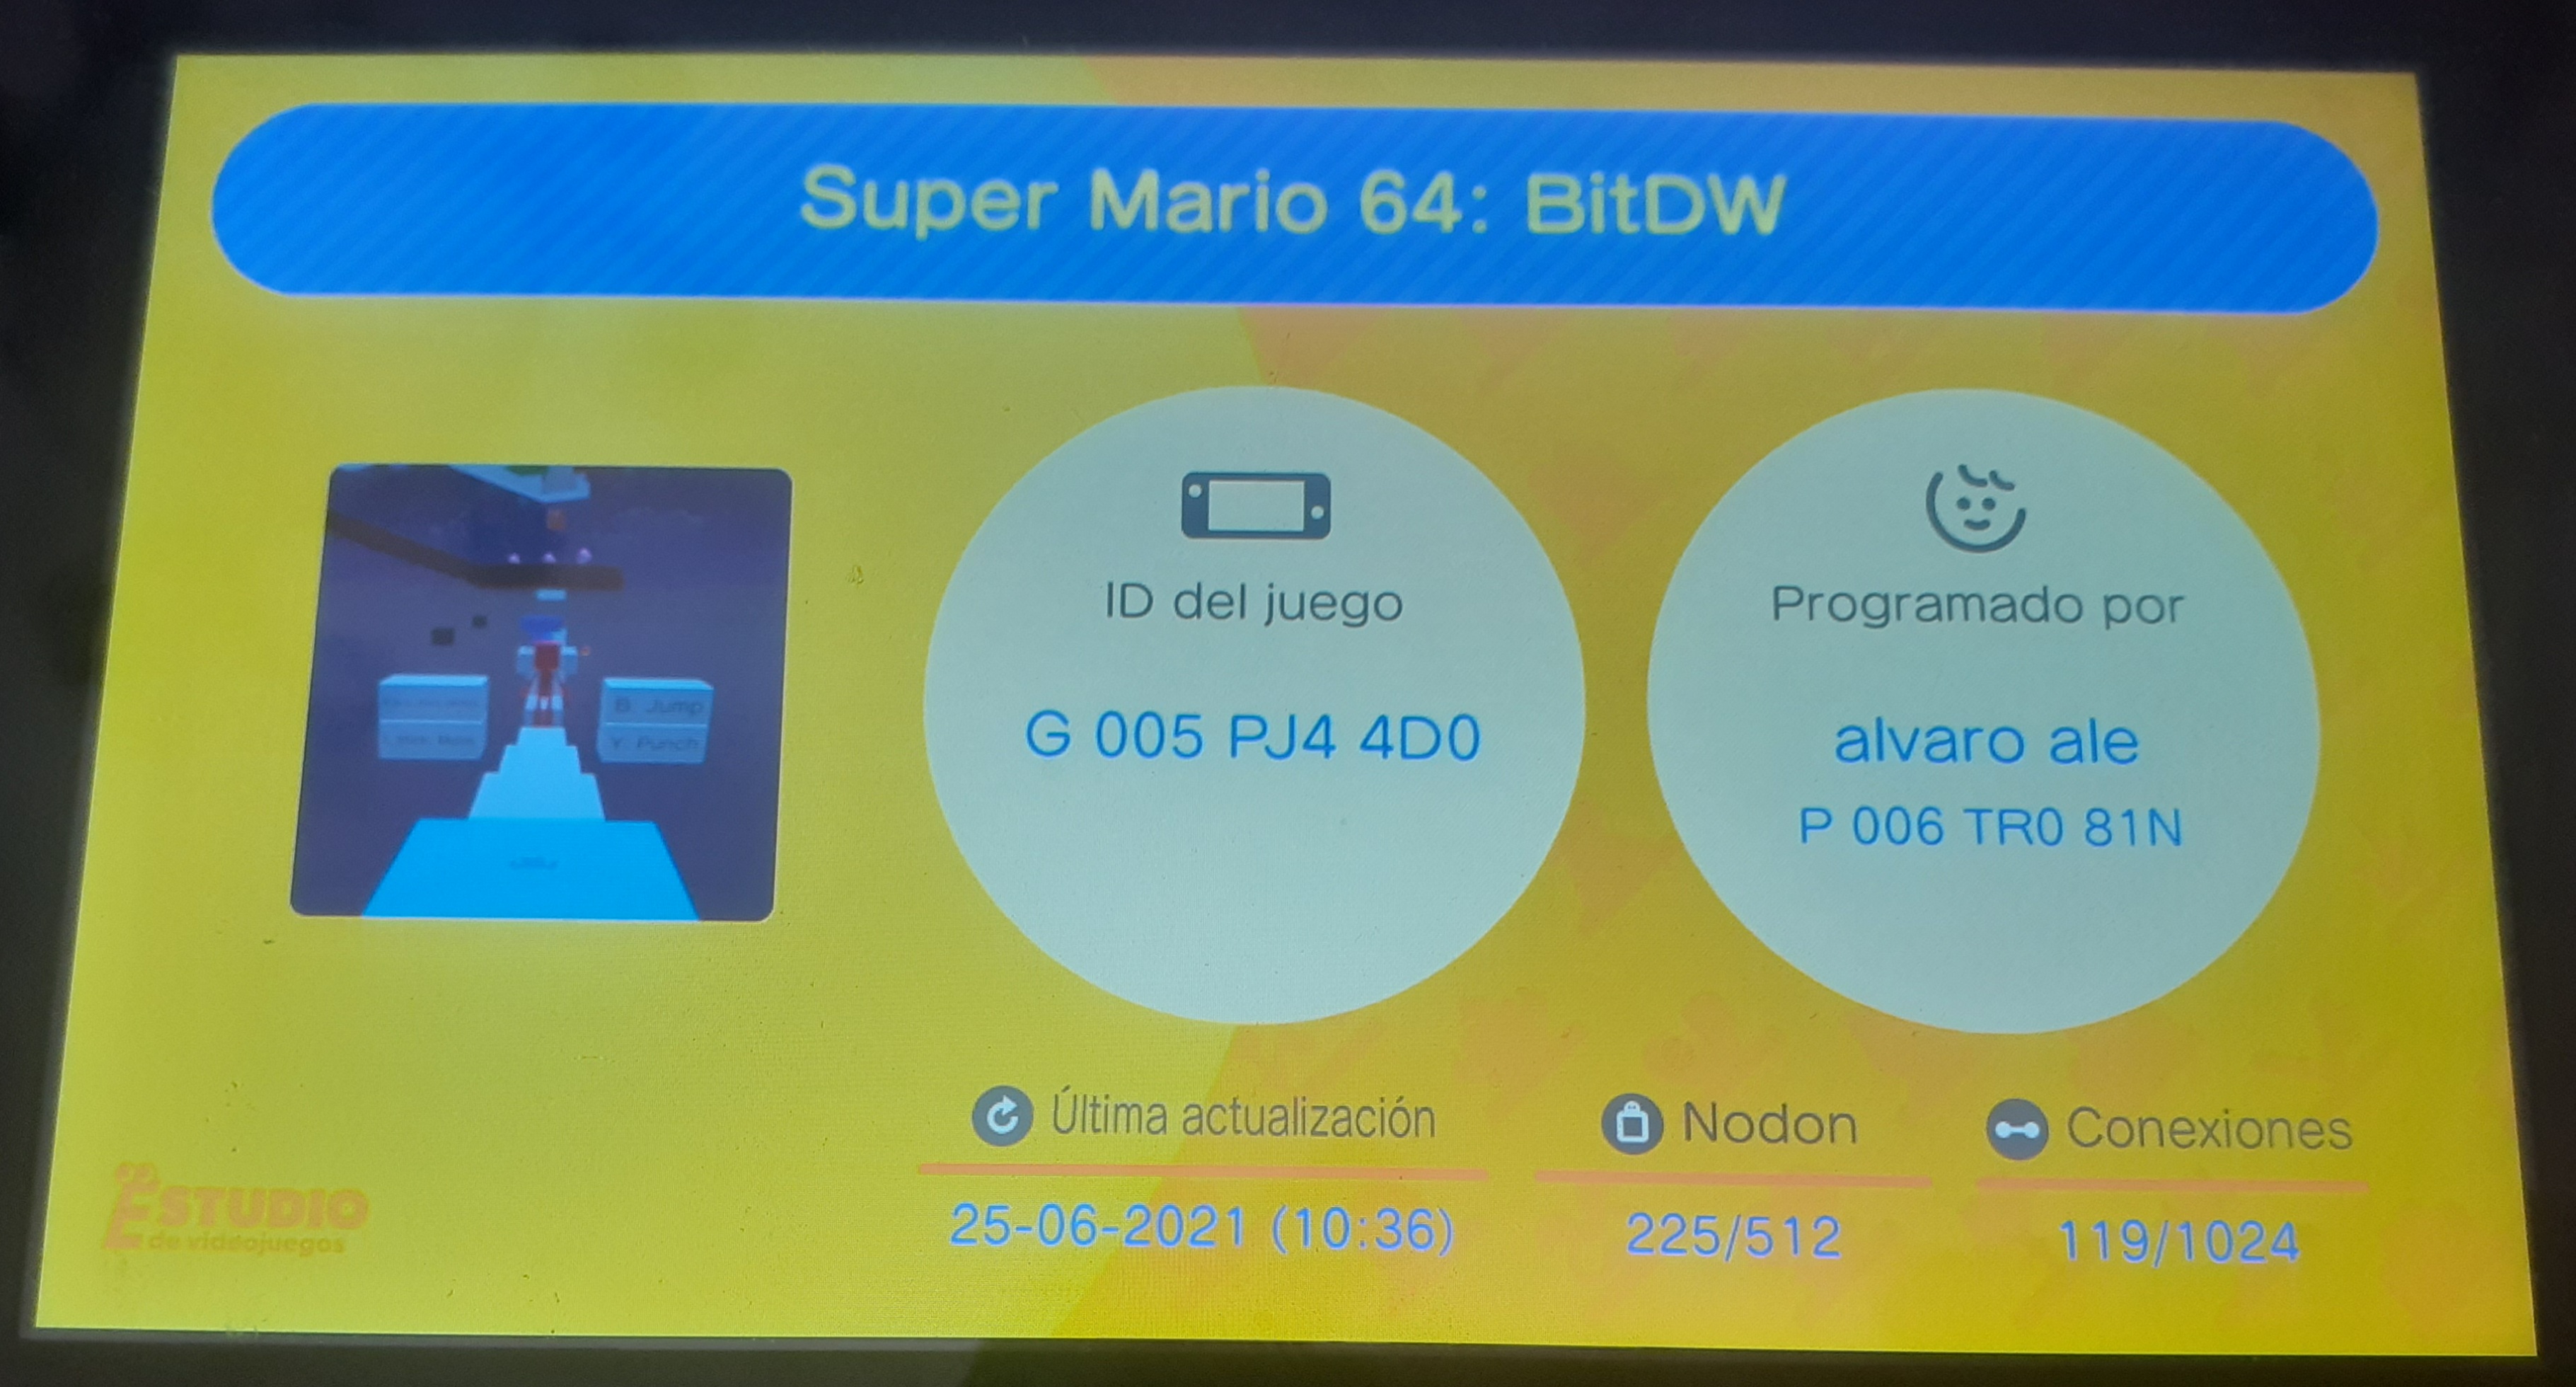 Super Mario 64: BitDW
B: Jump
Y: Punch
ID del juego
G 005 PJ4 4D0
Programado por
alvaro ale
P 006 TR0 81N
Última actualización
25-06-2021 (10:36)
Nodon
225/512
Conexiones
119/1024
ESTUDIO
de videojuegos